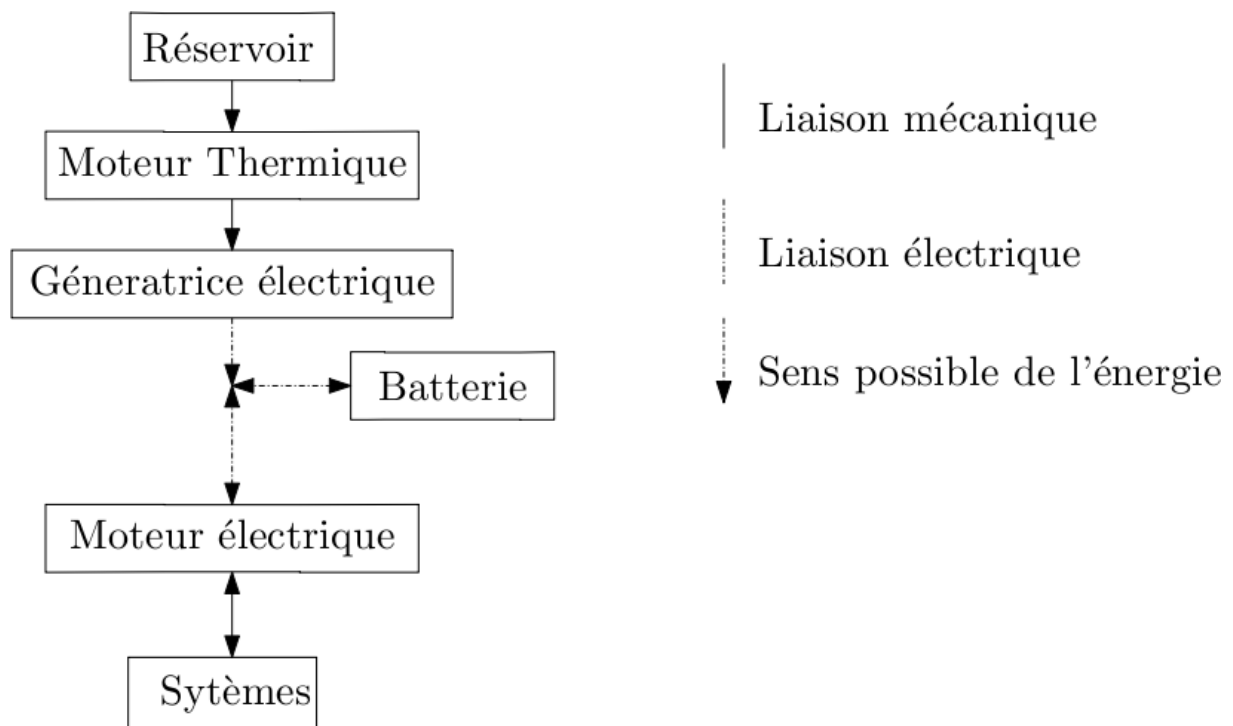 Réservoir
Moteur Thermique
Géneratrice électrique
Batterie
Moteur électrique
Sytèmes
Liaison mécanique
Liaison électrique
Sens possible de l'énergie